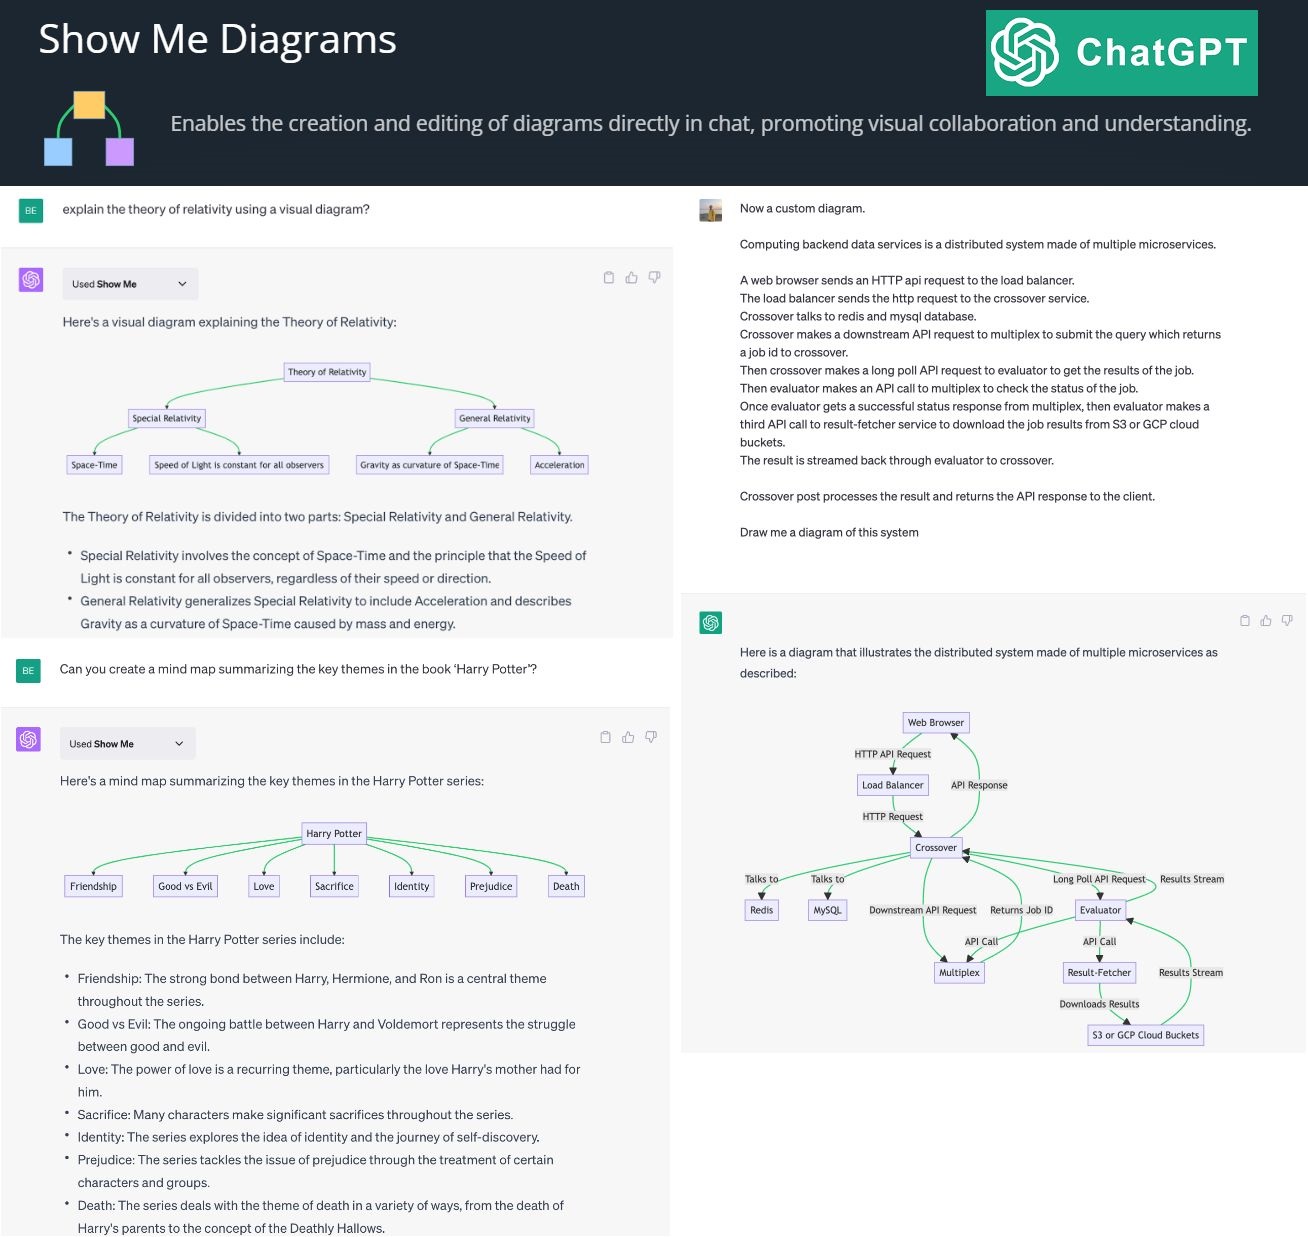 Show Me Diagrams
ChatGPT
Enables the creation and editing of diagrams directly in chat, promoting visual collaboration and understanding.
BE
explain the theory of relativity using a visual diagram?
Used Show Me
Here's a visual diagram explaining the Theory of Relativity:
Theory of Relativity
Special Relativity
General Relativity
Space-Time
Speed of Light is constant for all observers
Gravity as curvature of Space-Time
Acceleration
The Theory of Relativity is divided into two parts: Special Relativity and General Relativity.
• Special Relativity involves the concept of Space-Time and the principle that the Speed of
Light is constant for all observers, regardless of their speed or direction.
• General Relativity generalizes Special Relativity to include Acceleration and describes
Gravity as a curvature of Space-Time caused by mass and energy.
BE
Can you create a mind map summarizing the key themes in the book ‘Harry Potter’?
Used Show Me
Here's a mind map summarizing the key themes in the Harry Potter series:
Harry Potter
Friendship
Good vs Evil
Love
Sacrifice
Identity
Prejudice
Death
The key themes in the Harry Potter series include:
• Friendship: The strong bond between Harry, Hermione, and Ron is a central theme
throughout the series.
• Good vs Evil: The ongoing battle between Harry and Voldemort represents the struggle
between good and evil.
• Love: The power of love is a recurring theme, particularly the love Harry's mother had for
him.
• Sacrifice: Many characters make significant sacrifices throughout the series.
• Identity: The series explores the idea of identity and the journey of self-discovery.
• Prejudice: The series tackles the issue of prejudice through the treatment of certain
characters and groups.
• Death: The series deals with the theme of death in a variety of ways, from the death of
Harry's parents to the concept of the Deathly Hallows.
Now a custom diagram.
Computing backend data services is a distributed system made of multiple microservices.
A web browser sends an HTTP api request to the load balancer.
The load balancer sends the http request to the crossover service.
Crossover talks to redis and mysql database.
Crossover makes a downstream API request to multiplex to submit the query which returns
a job id to crossover.
Then crossover makes a long poll API request to evaluator to get the results of the job.
Then evaluator makes an API call to multiplex to check the status of the job.
Once evaluator gets a successful status response from multiplex, then evaluator makes a
third API call to result-fetcher service to download the job results from S3 or GCP cloud
buckets.
The result is streamed back through evaluator to crossover.
Crossover post processes the result and returns the API response to the client.
Draw me a diagram of this system
Here is a diagram that illustrates the distributed system made of multiple microservices as
described:
Web Browser
HTTP API Request
Load Balancer
API Response
HTTP Request
Crossover
Talks to
Talks to
Long Poll API Request
Results Stream
Redis
MySQL
Downstream API Request
Returns Job ID
Evaluator
API Call
API Call
Multiplex
Result-Fetcher
Results Stream
Downloads Results
S3 or GCP Cloud Buckets